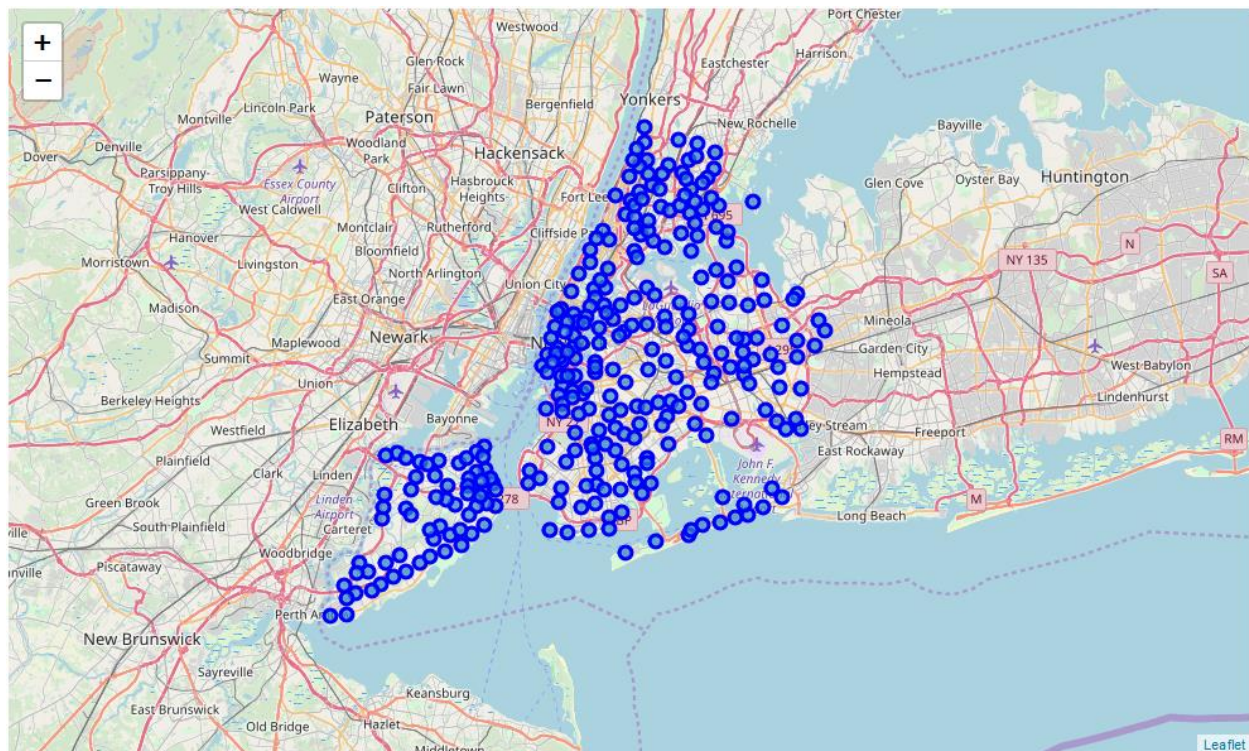 +
−
Port Chester
Westwood
Harrison
Glen Rock
Eastchester
Wayne
Fair Lawn
Yonkers
Lincoln Park
Bergenfield
Montville
Paterson
New Rochelle
Bayville
Denville
Woodland
Park
Hackensack
Dover
Parsippany-
Troy Hills
Essex County
Airport
Clifton
Hasbrouck
Heights
Fort Lee
Glen Cove
Oyster Bay
Huntington
West Caldwell
Montclair
Rutherford
695
Hanover
Cliffside
Bloomfield
N
Morristown
Livingston
North Arlington
NY 135
SA
Union City
Madison
East Orange
Mineola
Newark
Summit
Maplewood
Garden City
West Babylon
Union
Hempstead
Berkeley Heights
Bayonne
Lindenhurst
Elizabeth
Westfield
Freeport
RM
Plainfield
Clark
Linden
East Rockaway
John F.
Kennedy
Green Brook
Linden
Airport
278
M
South Plainfield
Carteret
Long Beach
Woodbridge
Piscataway
Perth
New Brunswick
Sayreville
Keansburg
East Brunswick
Old Bridge
Hazlet
Middletown
Leaflet